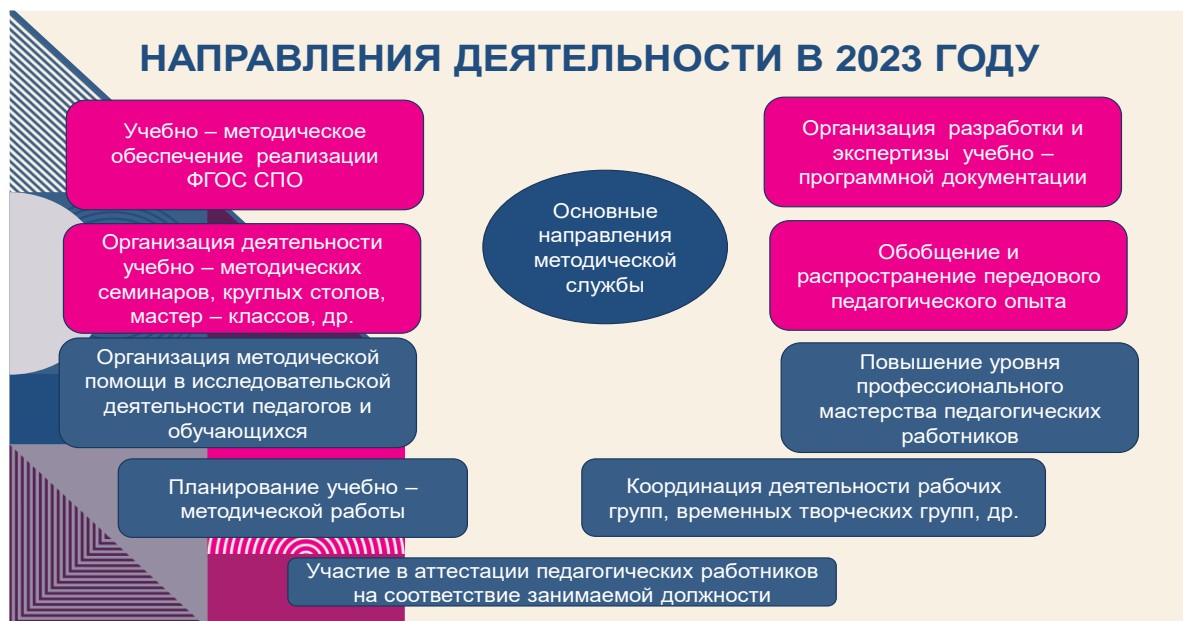 НАПРАВЛЕНИЯ ДЕЯТЕЛЬНОСТИ В 2023 ГОДУ
Учебно – методическое
обеспечение реализации
ФГОС СПО
Организация деятельности
учебно – методических
семинаров, круглых столов,
мастер – классов, др.
Организация методической
помощи в исследовательской
деятельности педагогов и
обучающихся
Планирование учебно –
методической работы
Основные
направления
методической
службы
Организация разработки и
экспертизы учебно –
программной документации
Обобщение и
распространение передового
педагогического опыта
Повышение уровня
профессионального
мастерства педагогических
работников
Координация деятельности рабочих
групп, временных творческих групп, др.
Участие в аттестации педагогических работников
на соответствие занимаемой должности